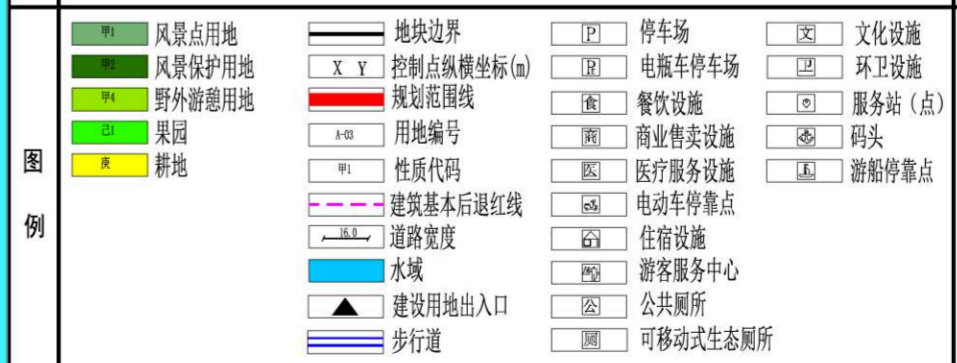 图例
甲1 风景点用地
甲2 风景保护用地
甲4 野外游憩用地
己1 果园
庚 耕地
地块边界
X Y 控制点纵横坐标(m)
规划范围线
A-03 用地编号
甲1 性质代码
建筑基本后退红线
16.0 道路宽度
水域
建设用地出入口
步行道
P 停车场
电瓶车停车场
食 餐饮设施
商 商业售卖设施
医 医疗服务设施
电动车停靠点
住宿设施
游客服务中心
公 公共厕所
厕 可移动式生态厕所
文 文化设施
卫 环卫设施
服务站（点）
码头
游船停靠点